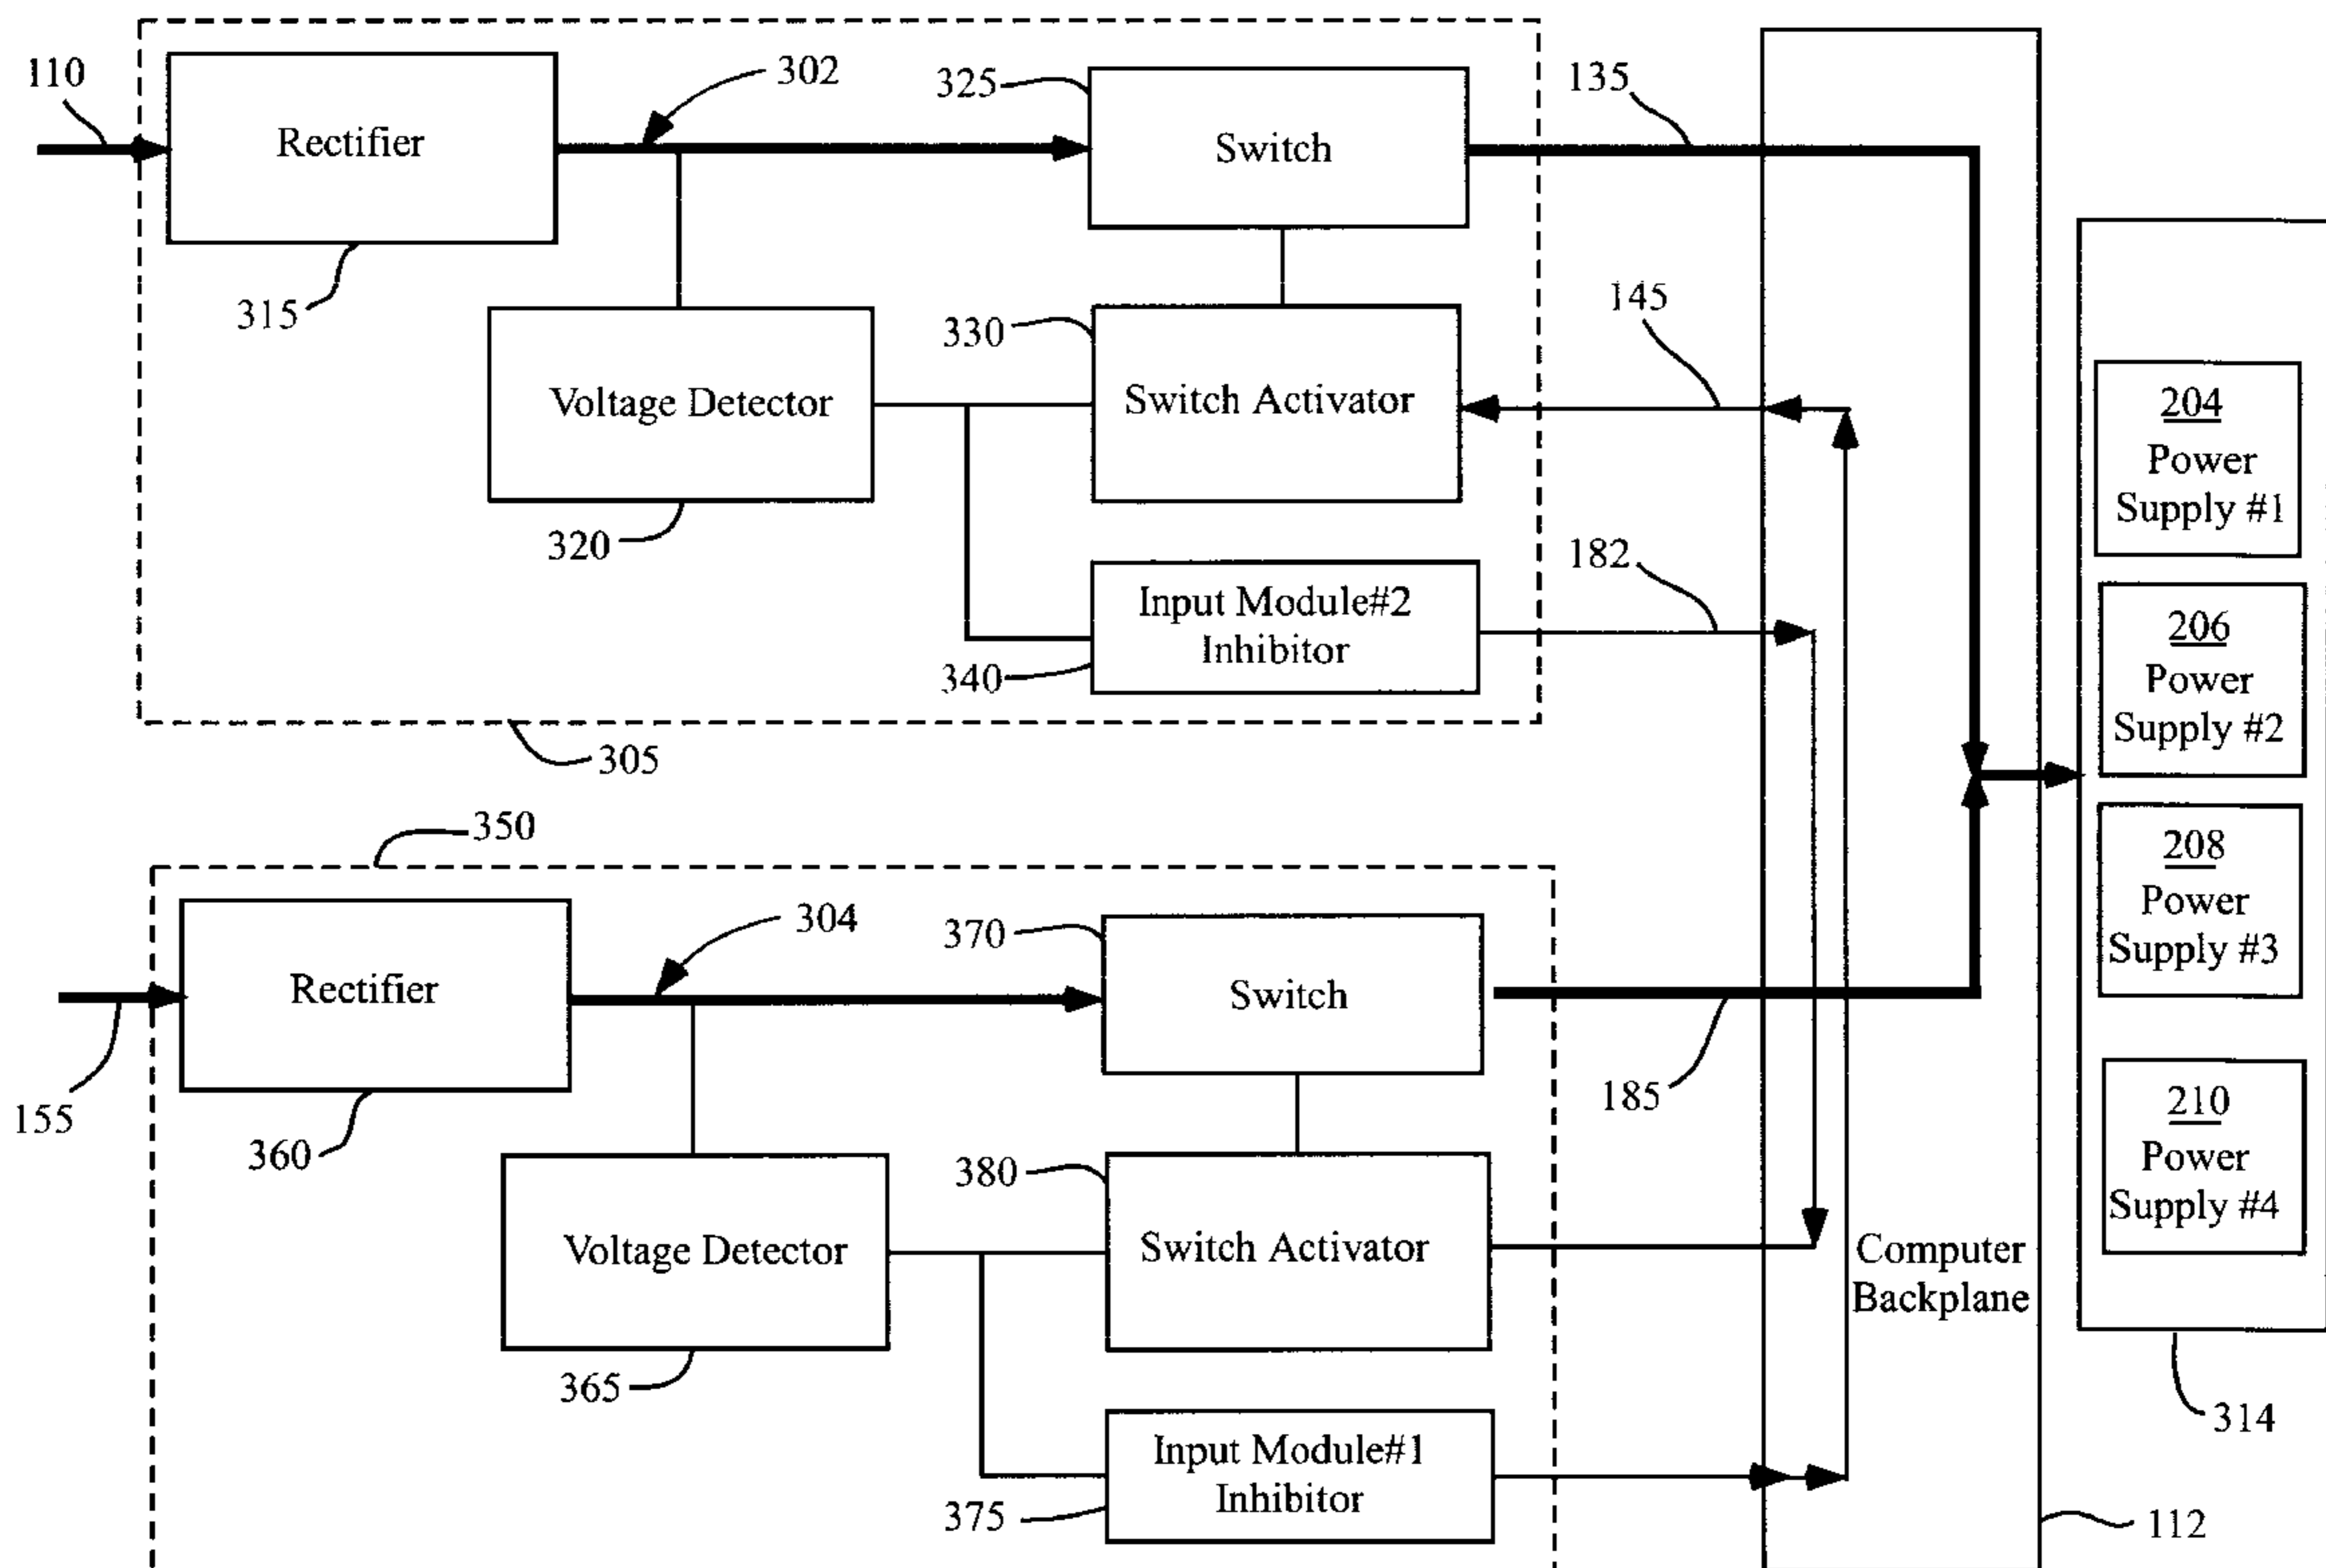 110
Rectifier
302
325
Switch
135
315
Voltage Detector
320
330
Switch Activator
145
Input Module#2
Inhibitor
340
182
305
204
Power
Supply #1
206
Power
Supply #2
208
Power
Supply #3
210
Power
Supply #4
314
350
155
Rectifier
304
370
Switch
185
360
Voltage Detector
365
380
Switch Activator
Computer
Backplane
Input Module#1
Inhibitor
375
112